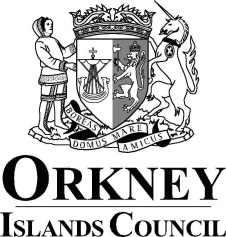 BOREAS DOMUS MARE AMICUS
ORKNEY
ISLANDS COUNCIL